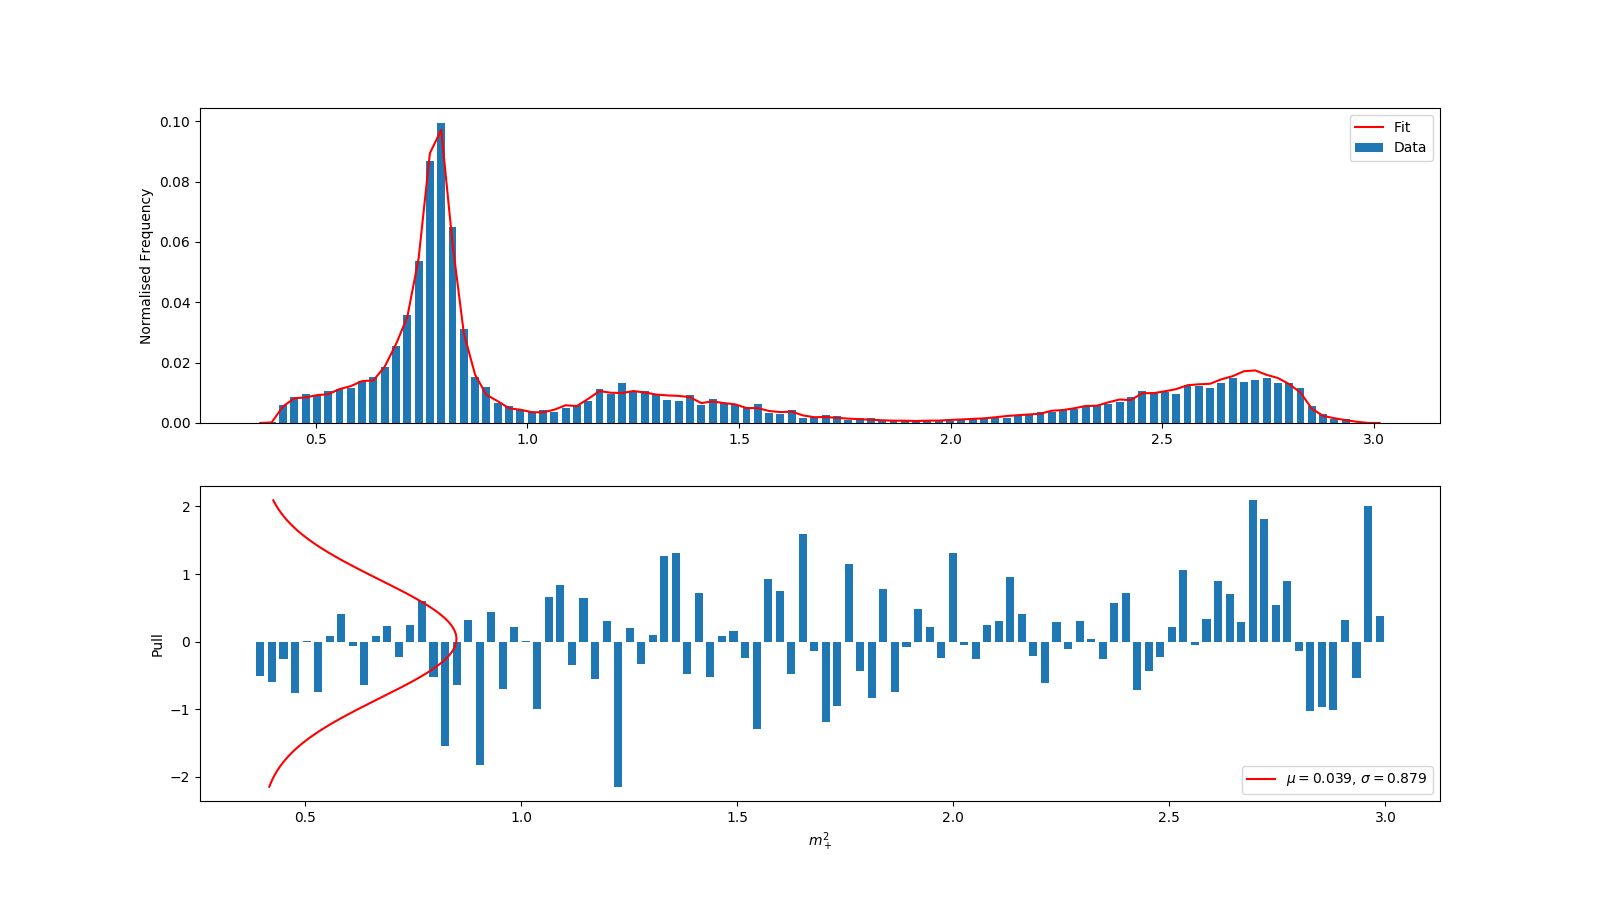 0.10
0.08
0.06
0.04
0.02
0.00
Normalised Frequency
Fit
Data
0.5 1.0 1.5 2.0 2.5 3.0
2
1
0
−1
−2
Pull
μ = 0.039, σ = 0.879
0.5 1.0 1.5 2.0 2.5 3.0
m²₊